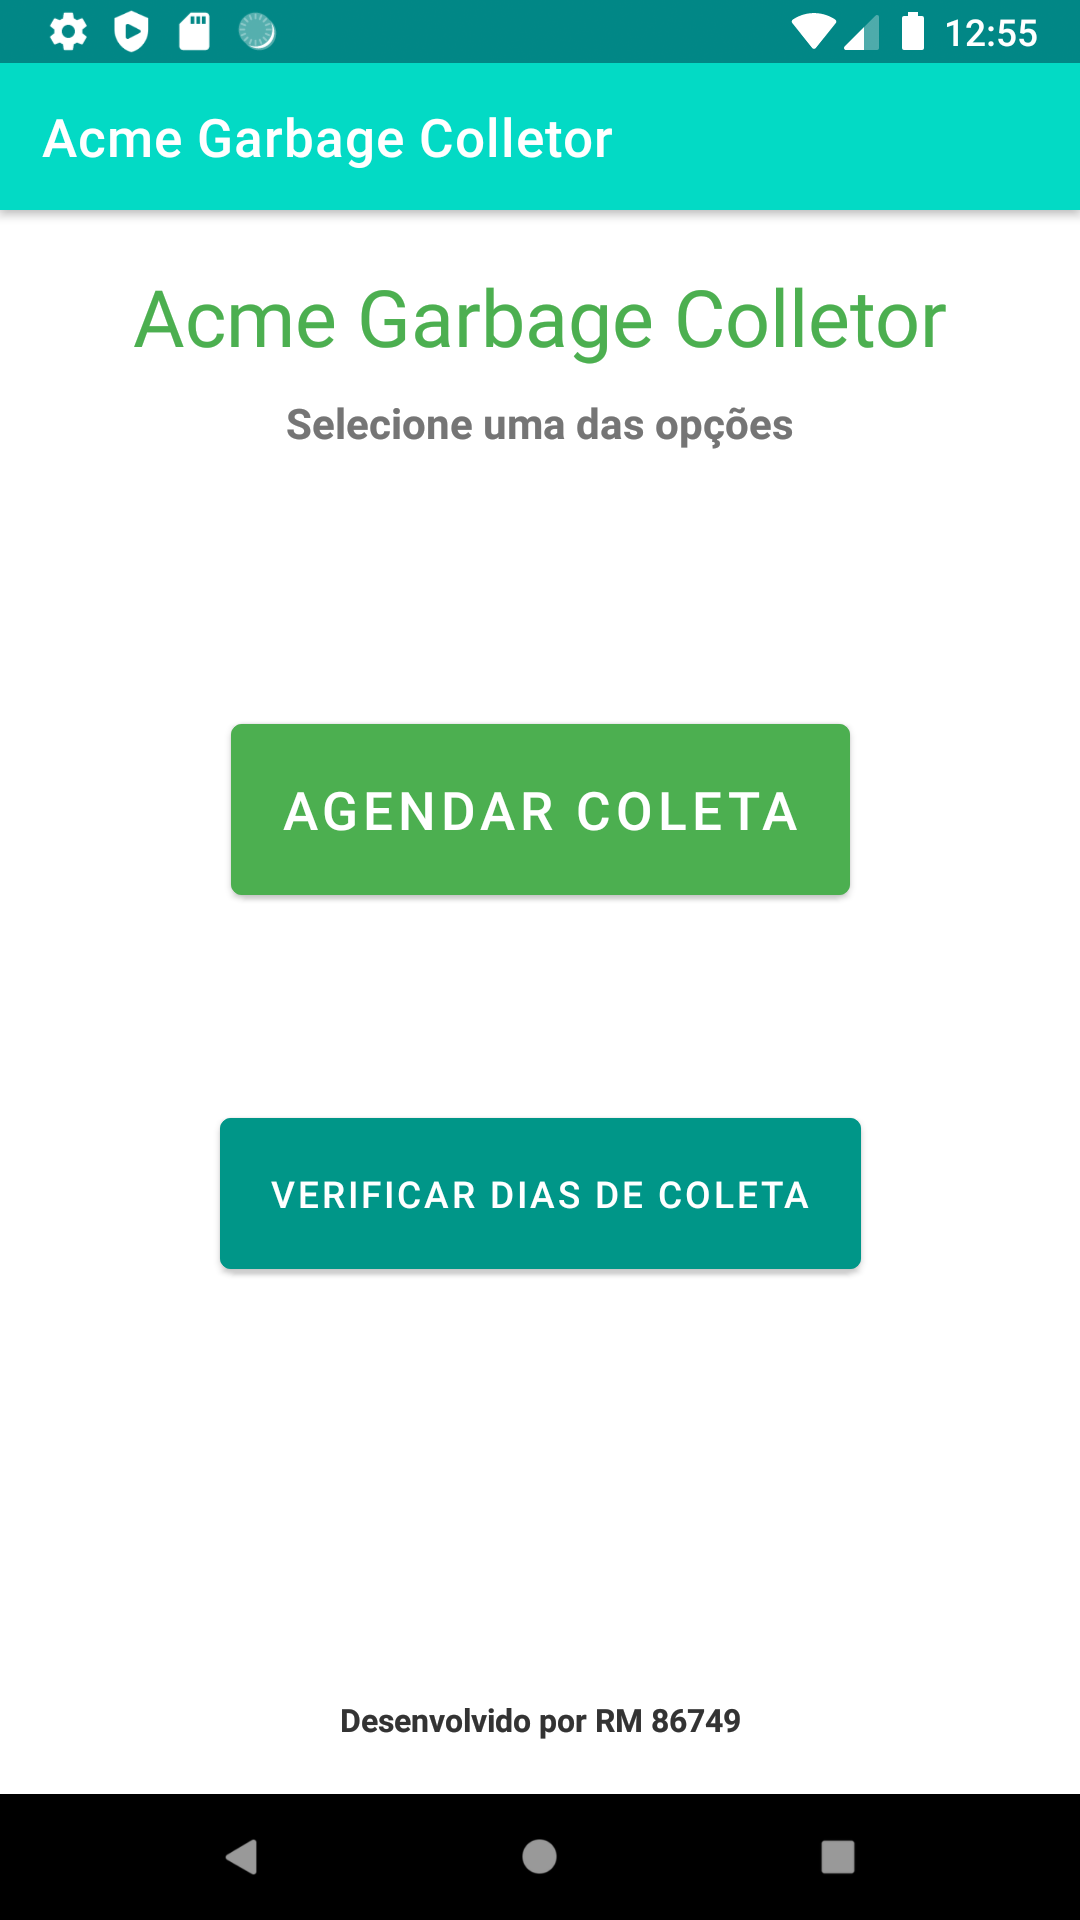 12:55
Acme Garbage Colletor
Acme Garbage Colletor
Selecione uma das opções
AGENDAR COLETA
VERIFICAR DIAS DE COLETA
Desenvolvido por RM 86749